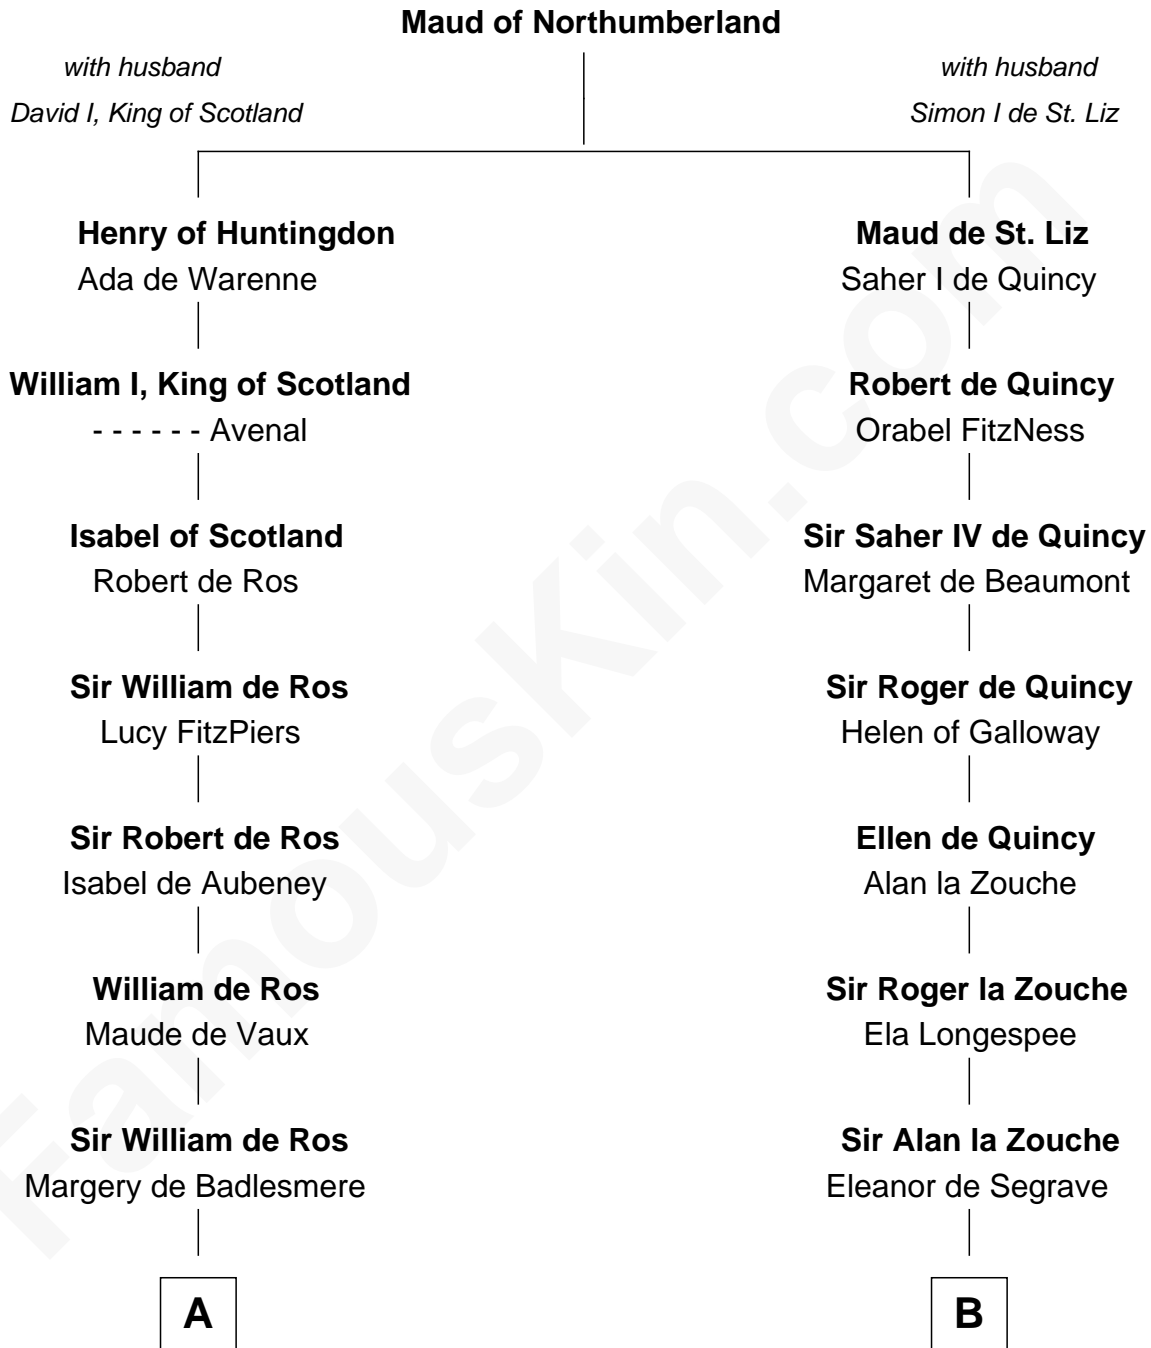 Maud of Northumberland
with husband
David I, King of Scotland
with husband
Simon I de St. Liz
Henry of Huntingdon
Ada de Warenne
William I, King of Scotland
- - - - - - Avenal
Isabel of Scotland
Robert de Ros
Sir William de Ros
Lucy FitzPiers
Sir Robert de Ros
Isabel de Aubeney
William de Ros
Maude de Vaux
Sir William de Ros
Margery de Badlesmere
A
Maud de St. Liz
Saher I de Quincy
Robert de Quincy
Orabel FitzNess
Sir Saher IV de Quincy
Margaret de Beaumont
Sir Roger de Quincy
Helen of Galloway
Ellen de Quincy
Alan la Zouche
Sir Roger la Zouche
Ela Longespee
Sir Alan la Zouche
Eleanor de Segrave
B
FamousKin.com